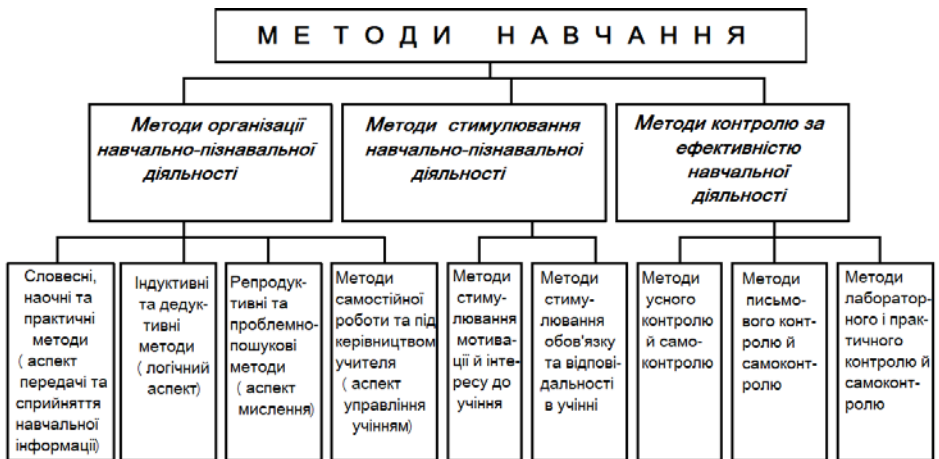 МЕТОДИ НАВЧАННЯ
Методи організації
навчально-пізнавальної
діяльності
Методи стимулювання
навчально-пізнавальноі
діяльності
Методи контролю за
ефективністю
навчальної
діяльності
Словесні,
наочні та
практичні
методи
( аспект
передачі та
сприйняття
навчальної
інформації)
Індуктивні
та дедук-
тивні
методи
( логічний
аспект)
Репродук-
тивні та
проблемно-
пошукові
методи
( аспект
мислення)
Методи
самостійної
роботи та під
керівництвом
учителя
( аспект
управління
учінням)
Методи
стиму-
лювання
мотива-
ції й інте-
ресу до
учіння
Методи
стиму-
лювання
обов'язку
та відпові-
дальності
в учінні
Методи
усного
контролю
й само-
контролю
Методи
письмо-
вого конт-
ролю й
самоконт-
ролю
Методи
лаборатор-
ного і прак-
тичного
контролю й
самоконт-
ролю